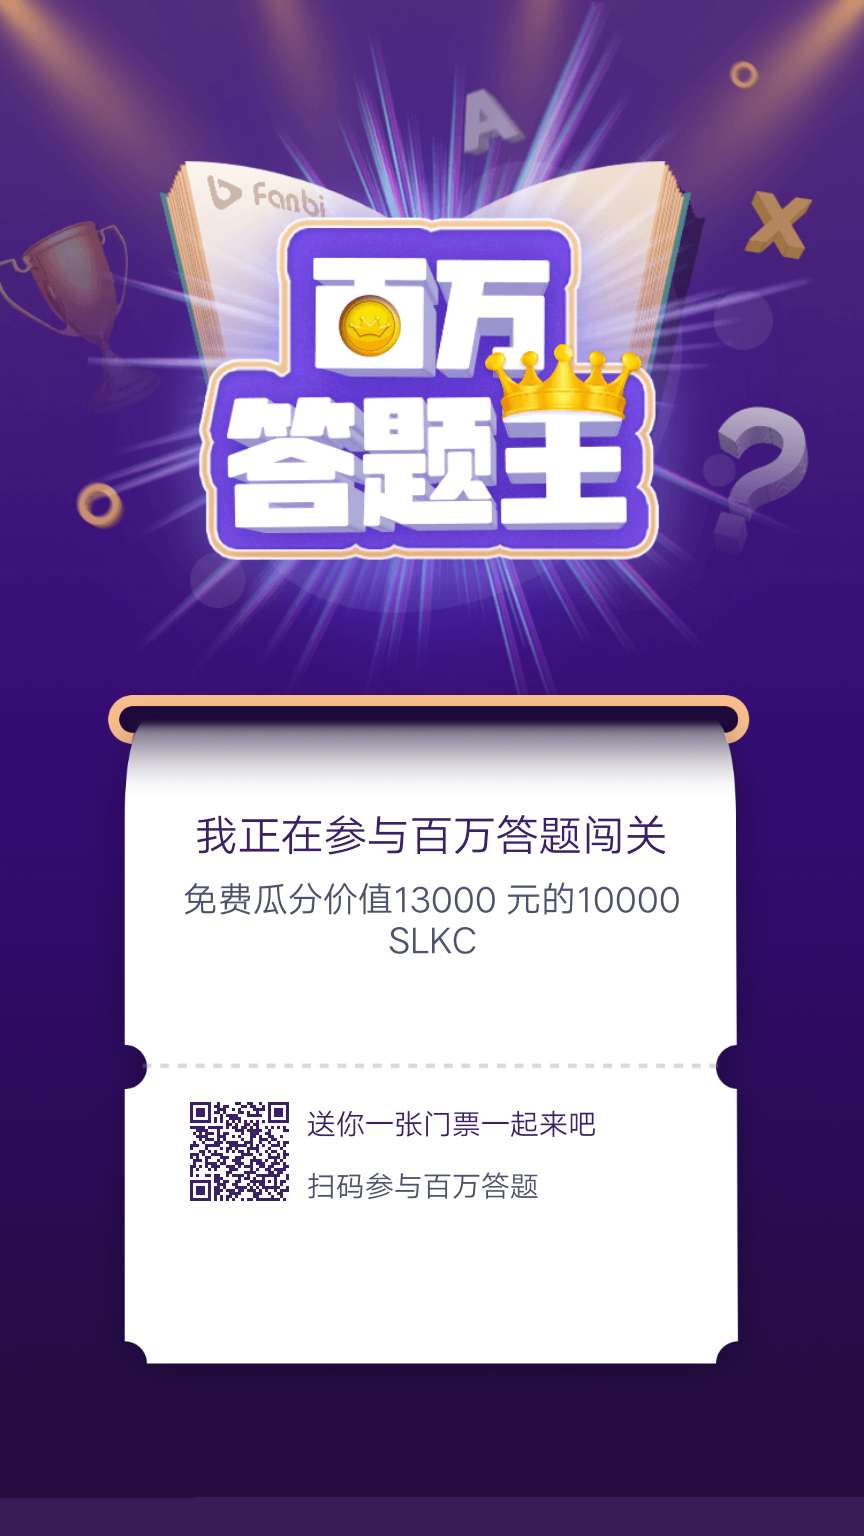 A
Fanbi
X
百万
答题王
?
我正在参与百万答题闯关
免费瓜分价值13000 元的10000
SLKC
送你一张门票一起来吧
扫码参与百万答题